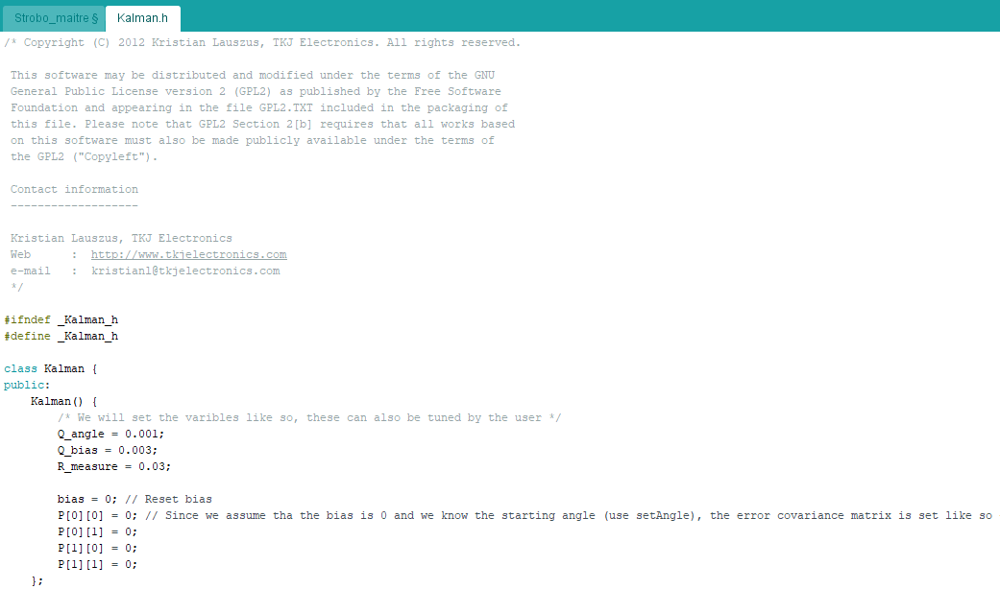 Strobo_maitre §
Kalman.h
/* Copyright (C) 2012 Kristian Lauszus, TKJ Electronics. All rights reserved.
This software may be distributed and modified under the terms of the GNU
General Public License version 2 (GPL2) as published by the Free Software
Foundation and appearing in the file GPL2.TXT included in the packaging of
this file. Please note that GPL2 Section 2[b] requires that all works based
on this software must also be made publicly available under the terms of
the GPL2 ("Copyleft").
Contact information
-------------------
Kristian Lauszus, TKJ Electronics
Web      :  http://www.tkjelectronics.com
e-mail   :  kristianl@tkjelectronics.com
*/
#ifndef _Kalman_h
#define _Kalman_h
class Kalman {
public:
    Kalman() {
        /* We will set the varibles like so, these can also be tuned by the user */
        Q_angle = 0.001;
        Q_bias = 0.003;
        R_measure = 0.03;
        bias = 0; // Reset bias
        P[0][0] = 0; // Since we assume tha the bias is 0 and we know the starting angle (use setAngle), the error covariance matrix is set like so
        P[0][1] = 0;
        P[1][0] = 0;
        P[1][1] = 0;
    };